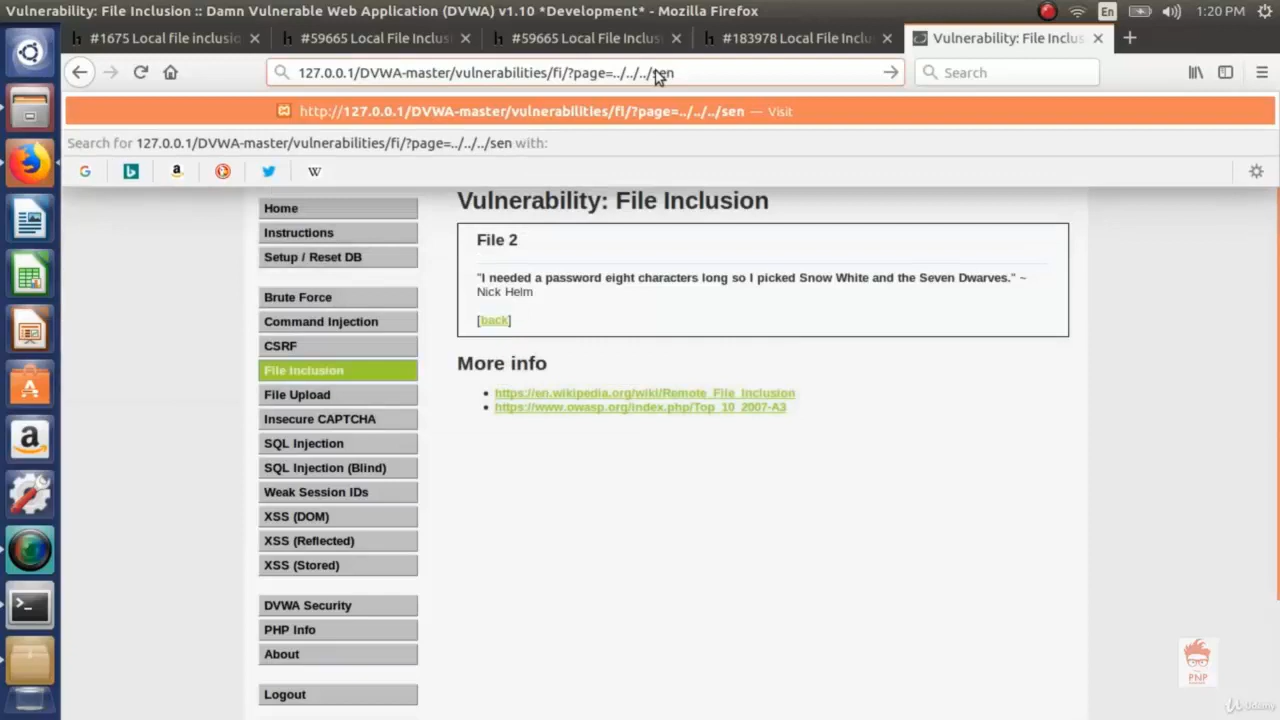 Vulnerability: File Inclusion :: Damn Vulnerable Web Application (DVWA) v1.10 *Development* - Mozilla Firefox
En
1:20 PM
#1675 Local file inclusio
#59665 Local File Inclus
#59665 Local File Inclus
#183978 Local File Inclu
Vulnerability: File Inclus
127.0.0.1/DVWA-master/vulnerabilities/fi/?page=../../../sen
Search
http://127.0.0.1/DVWA-master/vulnerabilities/fi/?page=../../../sen — Visit
Search for 127.0.0.1/DVWA-master/vulnerabilities/fi/?page=../../../sen with:
Home
Instructions
Setup / Reset DB
Brute Force
Command Injection
CSRF
File Inclusion
File Upload
Insecure CAPTCHA
SQL Injection
SQL Injection (Blind)
Weak Session IDs
XSS (DOM)
XSS (Reflected)
XSS (Stored)
DVWA Security
PHP Info
About
Logout
Vulnerability: File Inclusion
File 2
"I needed a password eight characters long so I picked Snow White and the Seven Dwarves." ~
Nick Helm
[back]
More info
https://en.wikipedia.org/wiki/Remote_File_Inclusion
https://www.owasp.org/index.php/Top_10_2007-A3
PNP
Udemy